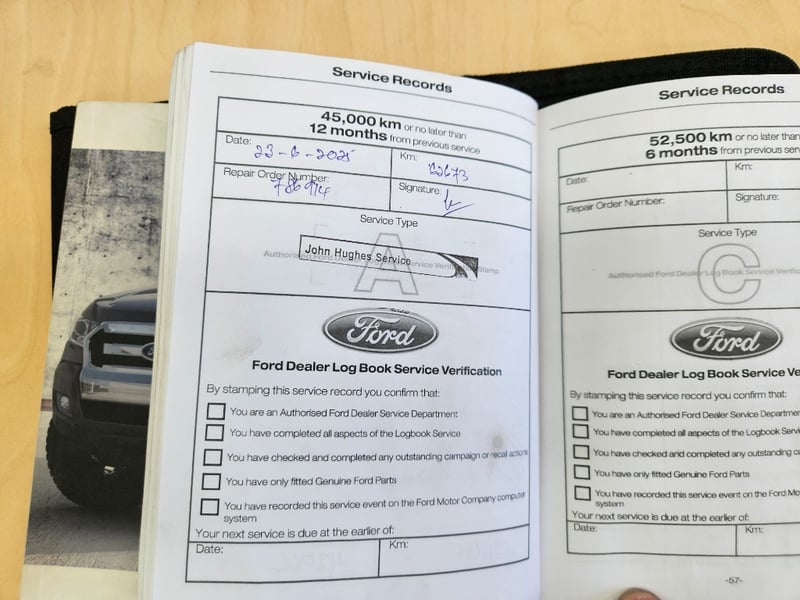 Service Records
45,000 km or no later than
12 months from previous service
Date: 23-6-2025
Km:
Repair Order Number:
Signature:
Service Type
A
John Hughes Service
Ford
Ford Dealer Log Book Service Verification
By stamping this service record you confirm that:
You are an Authorised Ford Dealer Service Department
You have completed all aspects of the Logbook Service
You have checked and completed any outstanding campaign or recall actions
You have only fitted Genuine Ford Parts
You have recorded this service event on the Ford Motor Company computer
system
Your next service is due at the earlier of:
Date:
Km:
Service Records
52,500 km or no later than
6 months from previous serv
Date:
Km:
Repair Order Number:
Signature:
Service Type
Authorised Ford Dealer Log Book Service Verifica
C
Ford
Ford Dealer Log Book Service Ve
By stamping this service record you confirm that:
You are an Authorised Ford Dealer Service Departmen
You have completed all aspects of the Logbook Servi
You have checked and completed any outstanding ca
You have only fitted Genuine Ford Parts
You have recorded this service event on the Ford Mo
system
Your next service is due at the earlier of:
Date:
Km:
-57-